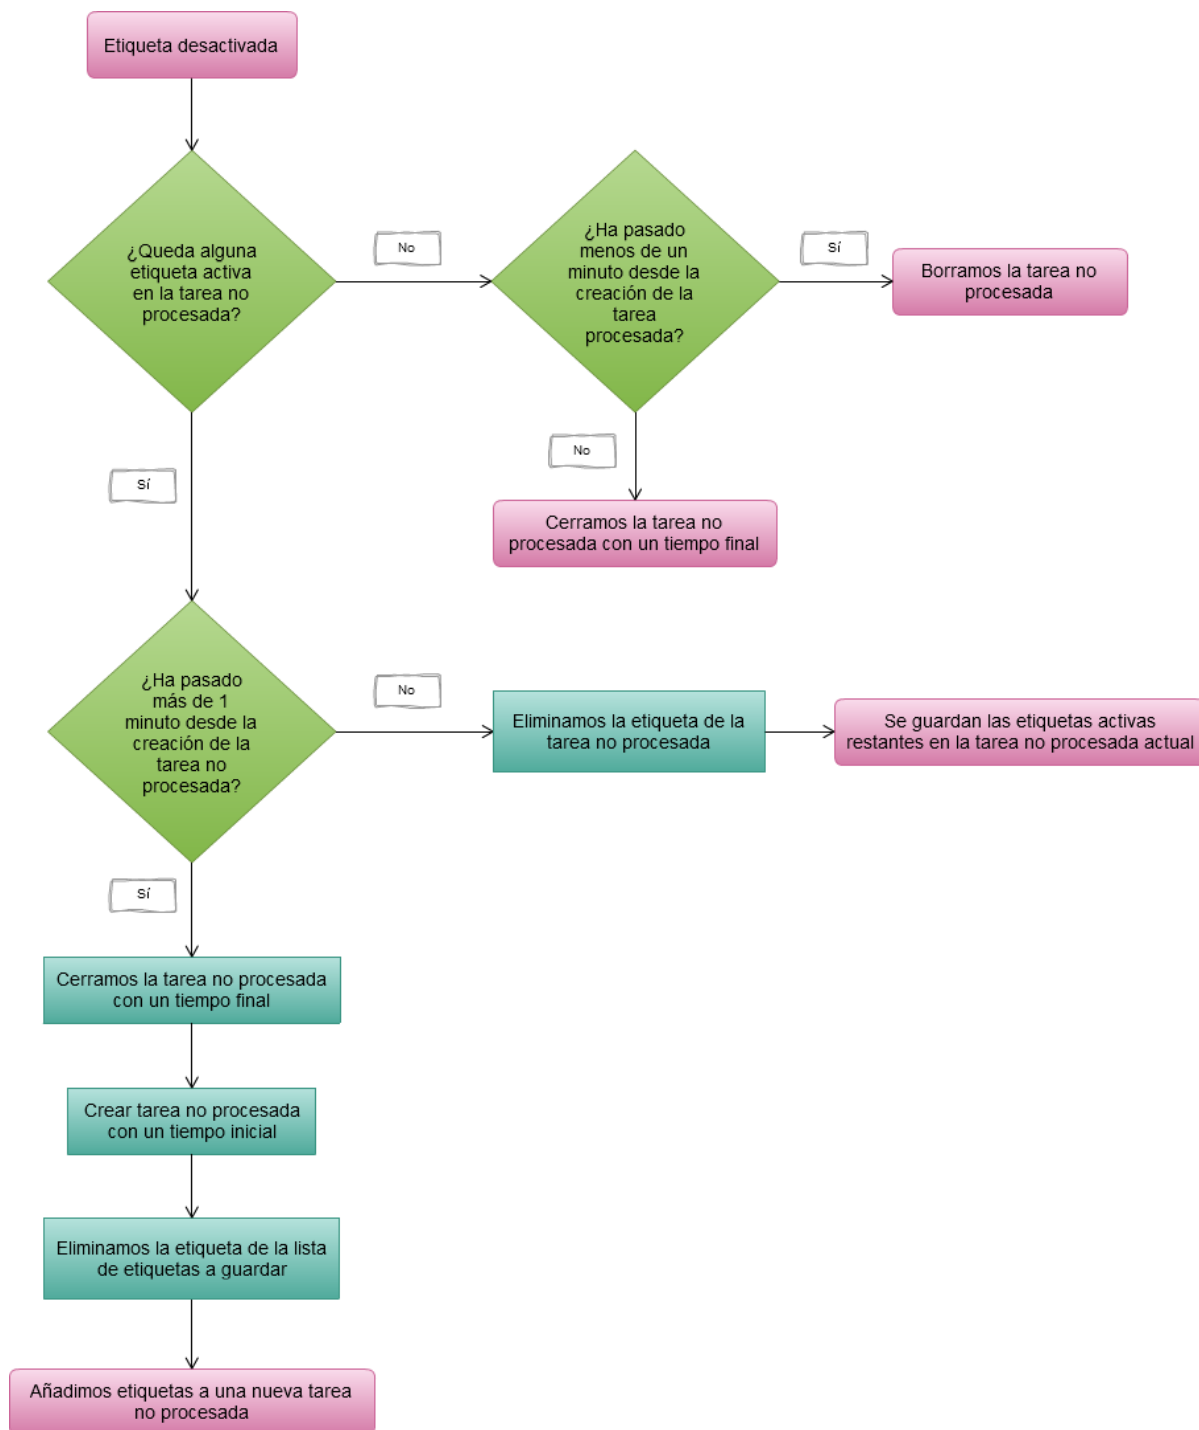 Etiqueta desactivada
¿Queda alguna
etiqueta activa
en la tarea no
procesada?
No
¿Ha pasado
menos de un
minuto desde la
creación de la
tarea
procesada?
Sí
Borramos la tarea no
procesada
No
Cerramos la tarea no
procesada con un tiempo final
Sí
¿Ha pasado
más de 1
minuto desde la
creación de la
tarea no
procesada?
No
Eliminamos la etiqueta de la
tarea no procesada
Se guardan las etiquetas activas
restantes en la tarea no procesada actual
Sí
Cerramos la tarea no procesada
con un tiempo final
Crear tarea no procesada
con un tiempo inicial
Eliminamos la etiqueta de la lista
de etiquetas a guardar
Añadimos etiquetas a una nueva tarea
no procesada